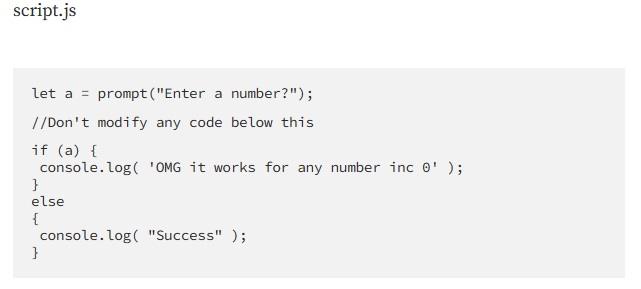 script.js
let a = prompt("Enter a number?");
//Don't modify any code below this
if (a) {
 console.log( 'OMG it works for any number inc 0' );
}
else
{
 console.log( "Success" );
}